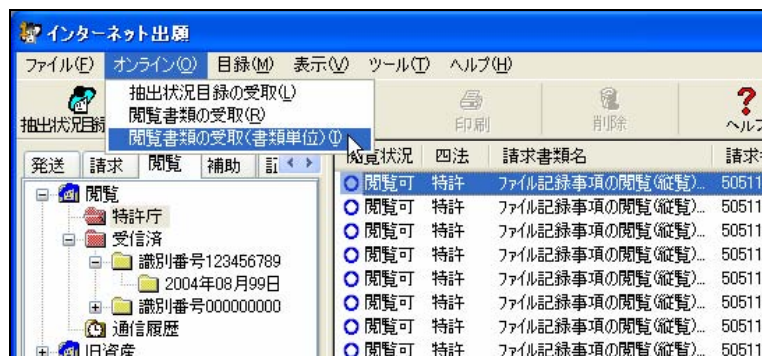 インターネット出願
ファイル(F) オンライン(O) 目録(M) 表示(V) ツール(T) ヘルプ(H)
抽出状況目録の受取(L)
閲覧書類の受取(R)
閲覧書類の受取(書類単位)(I)
抽出状況目録 印刷 削除 ヘルプ
発送 請求 閲覧 補助
閲覧状況 四法 請求書類名 請求
閲覧
特許庁
受信済
識別番号123456789
2004年08月99日
識別番号000000000
通信履歴
旧資産
閲覧可 特許 ファイル記録事項の閲覧(縦覧)... 50511
閲覧可 特許 ファイル記録事項の閲覧(縦覧)... 50511
閲覧可 特許 ファイル記録事項の閲覧(縦覧)... 50511
閲覧可 特許 ファイル記録事項の閲覧(縦覧)... 50511
閲覧可 特許 ファイル記録事項の閲覧(縦覧)... 50511
閲覧可 特許 ファイル記録事項の閲覧(縦覧)... 50511
閲覧可 特許 ファイル記録事項の閲覧(縦覧)... 50511
閲覧可 特許 ファイル記録事項の閲覧(縦覧)... 50511